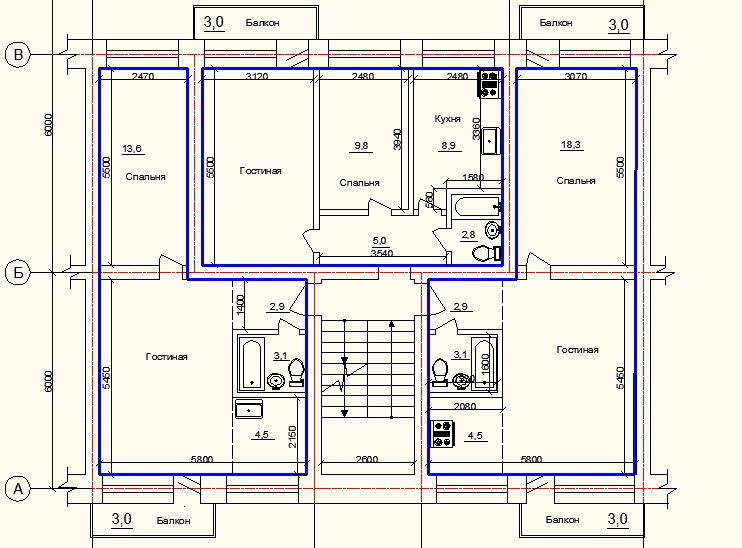 3,0 Балкон
Балкон 3,0
В
2470
3120
2480
2480
3070
6000
5500
13,6
Спальня
5500
Гостиная
9,8
Спальня
3940
Кухня
8,9
3360
18,3
Спальня
5500
1580
560
5,0
3540
2,8
Б
1400
2,9
2,9
Гостиная
3,1
3,1
1600
Гостиная
6000
5450
5450
2080
4,5
2150
4,5
5800
2600
5800
А
3,0 Балкон
Балкон 3,0